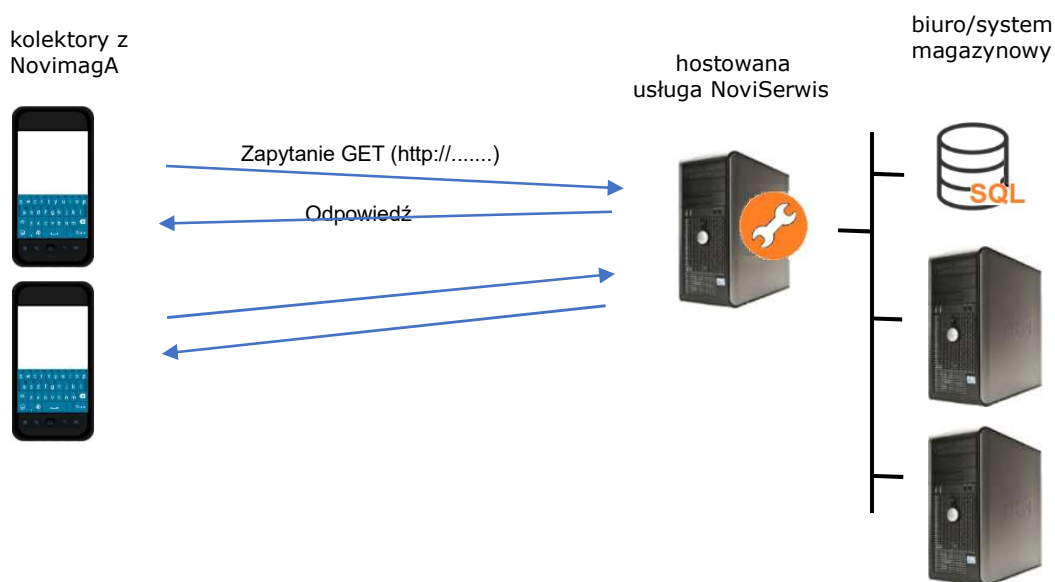 kolektory z
NovimagA
hostowana
usługa NoviSerwis
biuro/system
magazynowy
Zapytanie GET (http://.......)
Odpowiedź
SQL